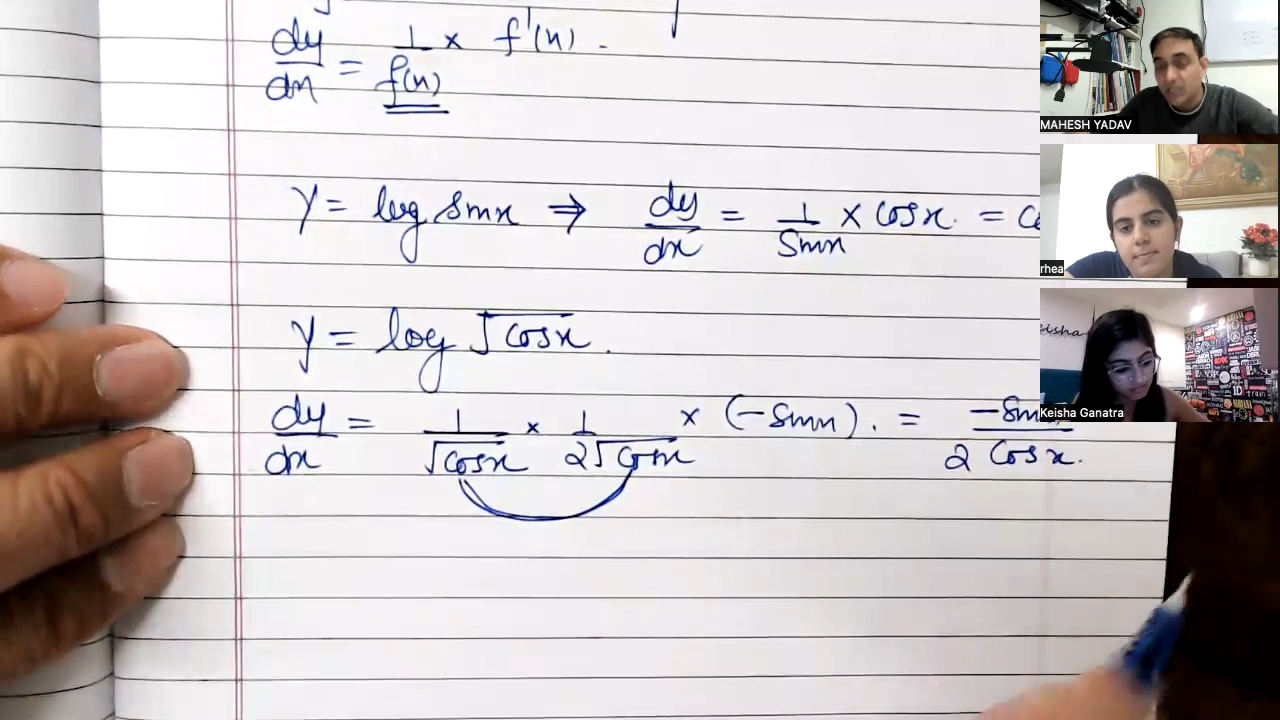 dy/dx = 1/f(x) × f'(x).
y = log sinx ⇒ dy/dx = 1/sinx × cosx. = 
y = log √cosx.
dy/dx = 1/√cosx × 1/2√cosx × (-sinx). = -sin /2 cosx.
MAHESH YADAV
rhea
Keisha Ganatra